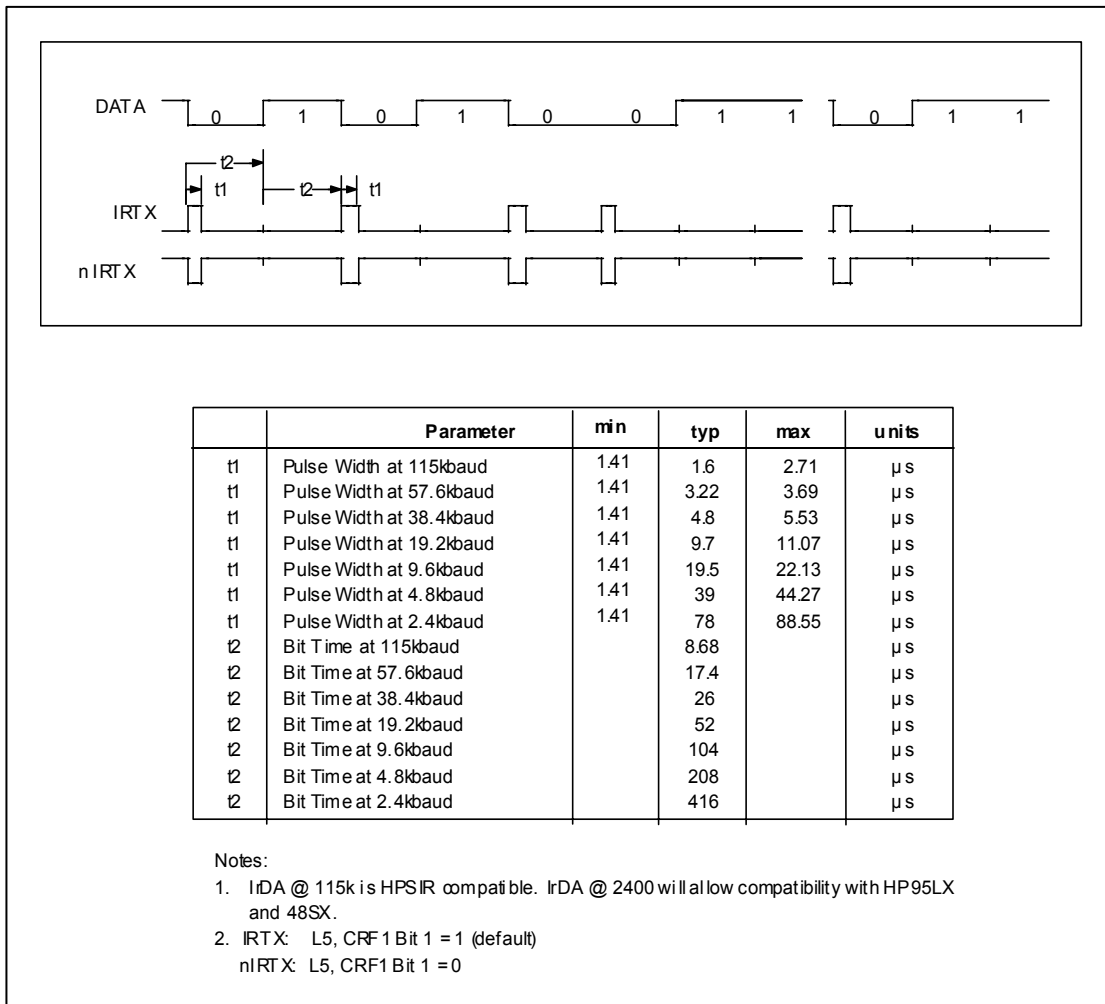 DATA 0 1 0 1 0 0 1 1 0 1 1
t2
t1 t2 t1
IRTX
nIRTX
Parameter min typ max units
t1 Pulse Width at 115kbaud 1.41 1.6 2.71 µs
t1 Pulse Width at 57.6kbaud 1.41 3.22 3.69 µs
t1 Pulse Width at 38.4kbaud 1.41 4.8 5.53 µs
t1 Pulse Width at 19.2kbaud 1.41 9.7 11.07 µs
t1 Pulse Width at 9.6kbaud 1.41 19.5 22.13 µs
t1 Pulse Width at 4.8kbaud 1.41 39 44.27 µs
t1 Pulse Width at 2.4kbaud 1.41 78 88.55 µs
t2 Bit Time at 115kbaud 8.68 µs
t2 Bit Time at 57.6kbaud 17.4 µs
t2 Bit Time at 38.4kbaud 26 µs
t2 Bit Time at 19.2kbaud 52 µs
t2 Bit Time at 9.6kbaud 104 µs
t2 Bit Time at 4.8kbaud 208 µs
t2 Bit Time at 2.4kbaud 416 µs
Notes:
1. IrDA @ 115k is HPSIR compatible. IrDA @ 2400 will allow compatibility with HP95LX
and 48SX.
2. IRTX: L5, CRF1 Bit 1 = 1 (default)
nIRTX: L5, CRF1 Bit 1 = 0